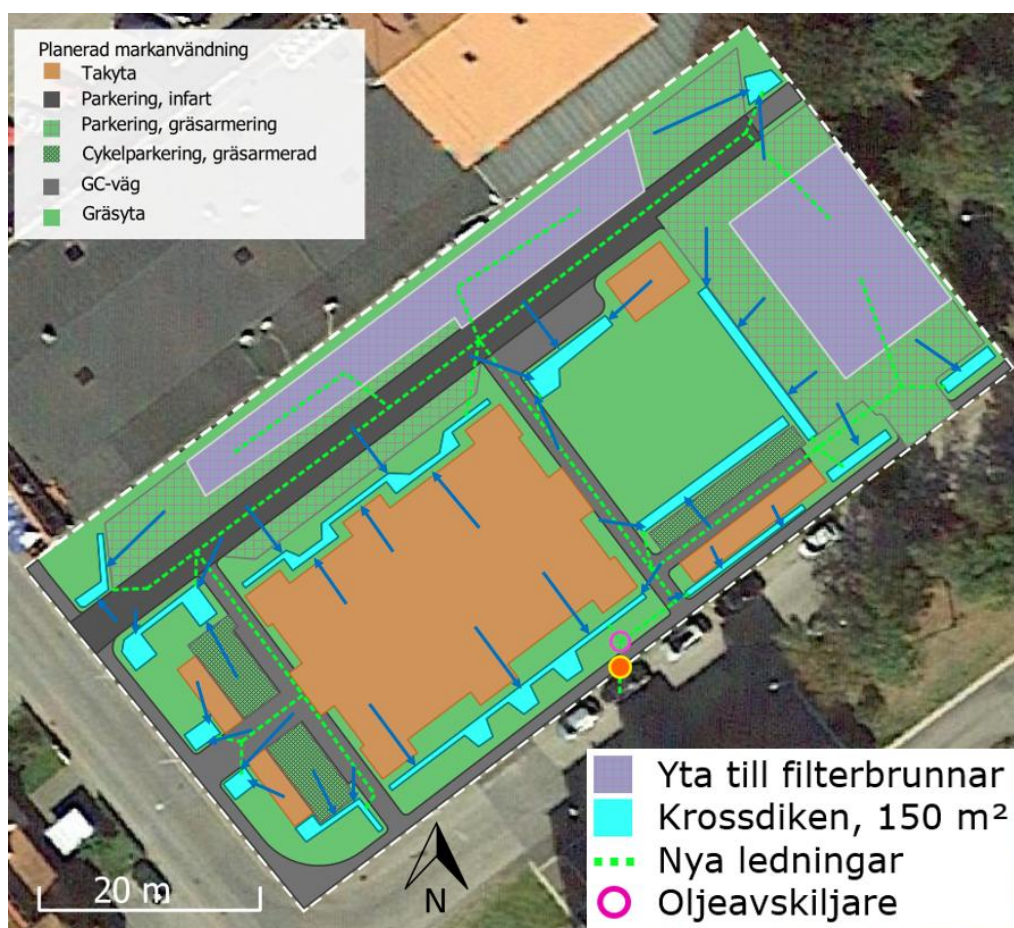 Planerad markanvändning
Takyta
Parkering, infart
Parkering, gräsarmering
Cykelparkering, gräsarmerad
GC-väg
Gräsyta
Yta till filterbrunnar
Krossdiken, 150 m²
Nya ledningar
Oljeavskiljare
20 m
N